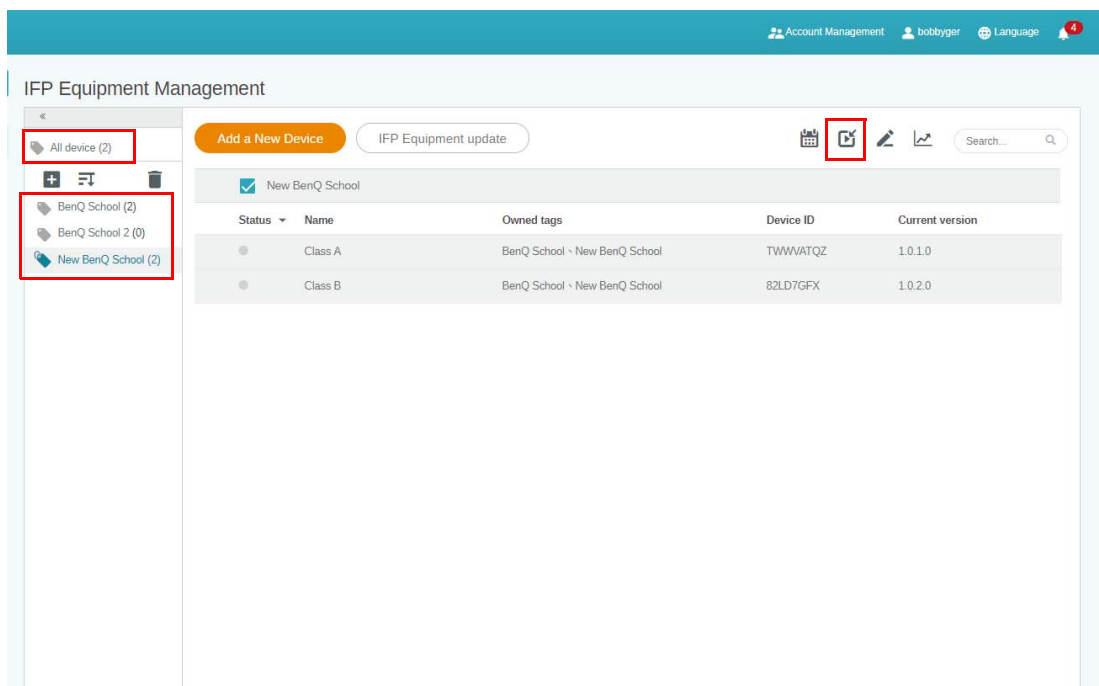 Account Management bobbyger Language 4
IFP Equipment Management
«
All device (2)
Add a New Device IFP Equipment update Search...
BenQ School (2)
BenQ School 2 (0)
New BenQ School (2)
New BenQ School
Status Name Owned tags Device ID Current version
Class A BenQ School、New BenQ School TWWVATQZ 1.0.1.0
Class B BenQ School、New BenQ School 82LD7GFX 1.0.2.0